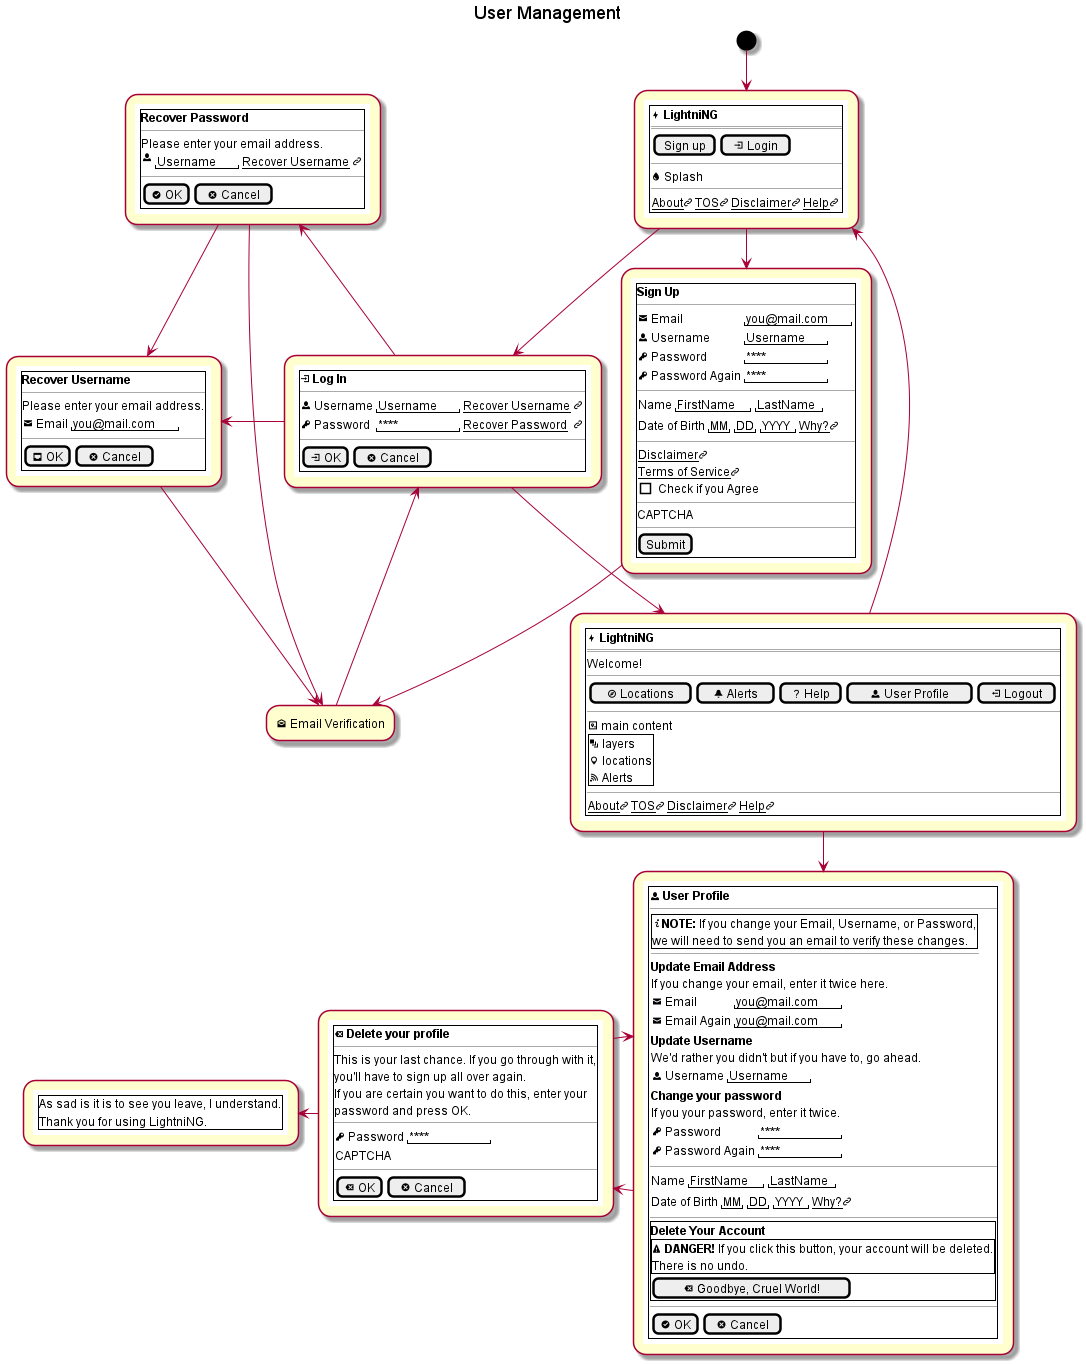 User Management
LightniNG
Sign up Login
Splash
About TOS Disclaimer Help
Recover Password
Please enter your email address.
Username Recover Username
OK Cancel
Sign Up
Email you@mail.com
Username Username
Password ****
Password Again ****
Name FirstName LastName
Date of Birth MM DD YYYY Why?
Disclaimer
Terms of Service
Check if you Agree
CAPTCHA
Submit
Recover Username
Please enter your email address.
Email you@mail.com
OK Cancel
Log In
Username Username Recover Username
Password **** Recover Password
OK Cancel
Email Verification
LightniNG
Welcome!
Locations Alerts ? Help User Profile Logout
main content
layers
locations
Alerts
About TOS Disclaimer Help
User Profile
i NOTE: If you change your Email, Username, or Password,
we will need to send you an email to verify these changes.
Update Email Address
If you change your email, enter it twice here.
Email you@mail.com
Email Again you@mail.com
Update Username
We'd rather you didn't but if you have to, go ahead.
Username Username
Change your password
If you your password, enter it twice.
Password ****
Password Again ****
Name FirstName LastName
Date of Birth MM DD YYYY Why?
Delete Your Account
DANGER! If you click this button, your account will be deleted.
There is no undo.
Goodbye, Cruel World!
OK Cancel
Delete your profile
This is your last chance. If you go through with it,
you'll have to sign up all over again.
If you are certain you want to do this, enter your
password and press OK.
Password ****
CAPTCHA
OK Cancel
As sad is it is to see you leave, I understand.
Thank you for using LightniNG.